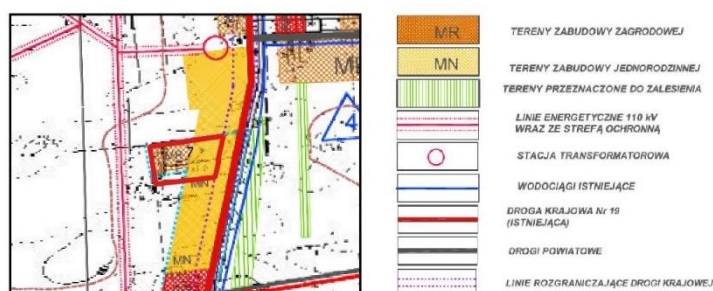 MR
TERENY ZABUDOWY ZAGRODOWEJ
MN
TERENY ZABUDOWY JEDNORODZINNEJ
TERENY PRZEZNACZONE DO ZALESIENIA
LINIE ENERGETYCZNE 110 kV
WRAZ ZE STREFĄ OCHRONNĄ
STACJA TRANSFORMATOROWA
WODOCIĄGI ISTNIEJĄCE
DROGA KRAJOWA Nr 19
(ISTNIEJĄCA)
DROGI POWIATOWE
LINIE ROZGRANICZAJĄCE DROGI KRAJOWEJ
4
7
MN
MN